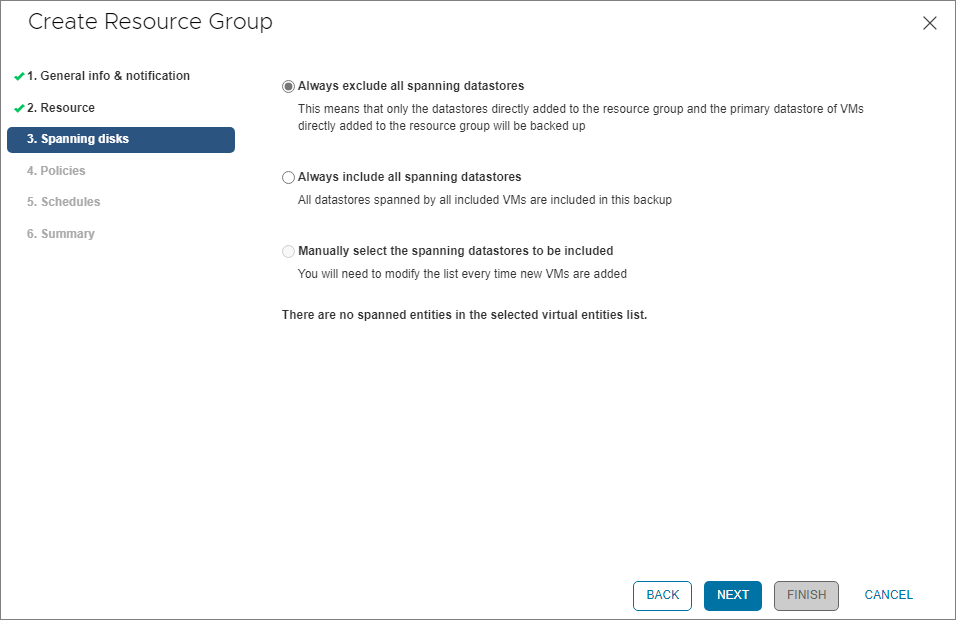 Create Resource Group
1. General info & notification
2. Resource
3. Spanning disks
4. Policies
5. Schedules
6. Summary
Always exclude all spanning datastores
This means that only the datastores directly added to the resource group and the primary datastore of VMs
directly added to the resource group will be backed up
Always include all spanning datastores
All datastores spanned by all included VMs are included in this backup
Manually select the spanning datastores to be included
You will need to modify the list every time new VMs are added
There are no spanned entities in the selected virtual entities list.
BACK NEXT FINISH CANCEL